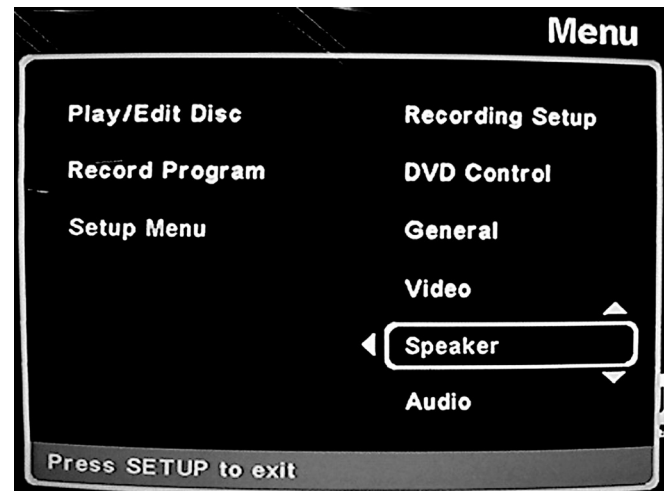 Menu
Play/Edit Disc
Record Program
Setup Menu
Recording Setup
DVD Control
General
Video
Speaker
Audio
Press SETUP to exit